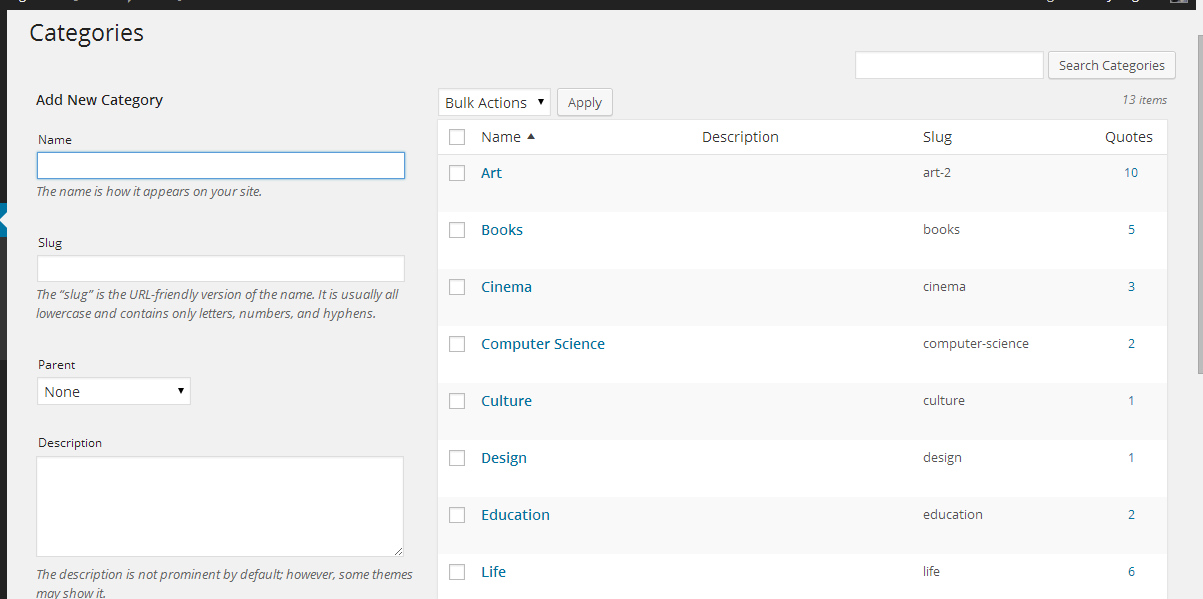 Categories
Search Categories
Add New Category
Bulk Actions
Apply
13 items
Name
The name is how it appears on your site.
Slug
The “slug” is the URL-friendly version of the name. It is usually all
lowercase and contains only letters, numbers, and hyphens.
Parent
None
Description
The description is not prominent by default; however, some themes
may show it.
Name Description Slug Quotes
Art art-2 10
Books books 5
Cinema cinema 3
Computer Science computer-science 2
Culture culture 1
Design design 1
Education education 2
Life life 6